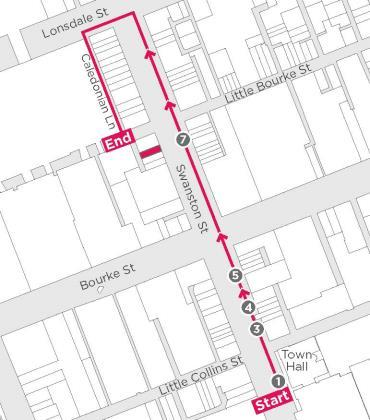 Lonsdale St
Caledonian Ln
Little Bourke St
End
7
Swanston St
Bourke St
5
4
3
Town
Hall
Little Collins St
1
Start